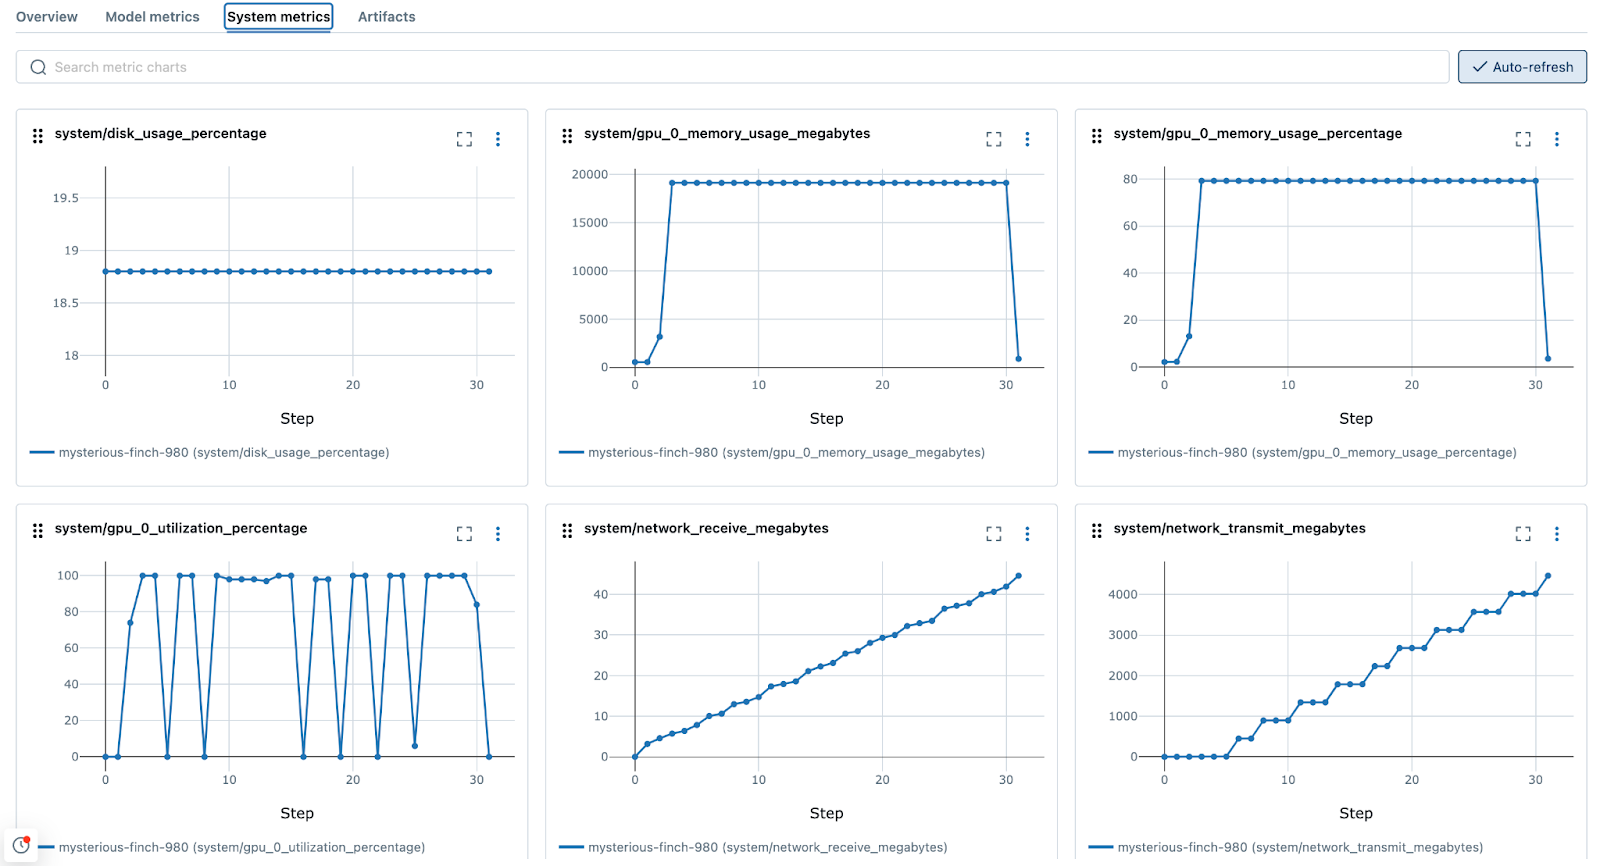 Overview Model metrics System metrics Artifacts
Search metric charts Auto-refresh
system/disk_usage_percentage
19.5
19
18.5
18
0 10 20 30
Step
mysterious-finch-980 (system/disk_usage_percentage)
system/gpu_0_memory_usage_megabytes
20000
15000
10000
5000
0
0 10 20 30
Step
mysterious-finch-980 (system/gpu_0_memory_usage_megabytes)
system/gpu_0_memory_usage_percentage
80
60
40
20
0
0 10 20 30
Step
mysterious-finch-980 (system/gpu_0_memory_usage_percentage)
system/gpu_0_utilization_percentage
100
80
60
40
20
0
0 10 20 30
Step
mysterious-finch-980 (system/gpu_0_utilization_percentage)
system/network_receive_megabytes
40
30
20
10
0
0 10 20 30
Step
mysterious-finch-980 (system/network_receive_megabytes)
system/network_transmit_megabytes
4000
3000
2000
1000
0
0 10 20 30
Step
mysterious-finch-980 (system/network_transmit_megabytes)